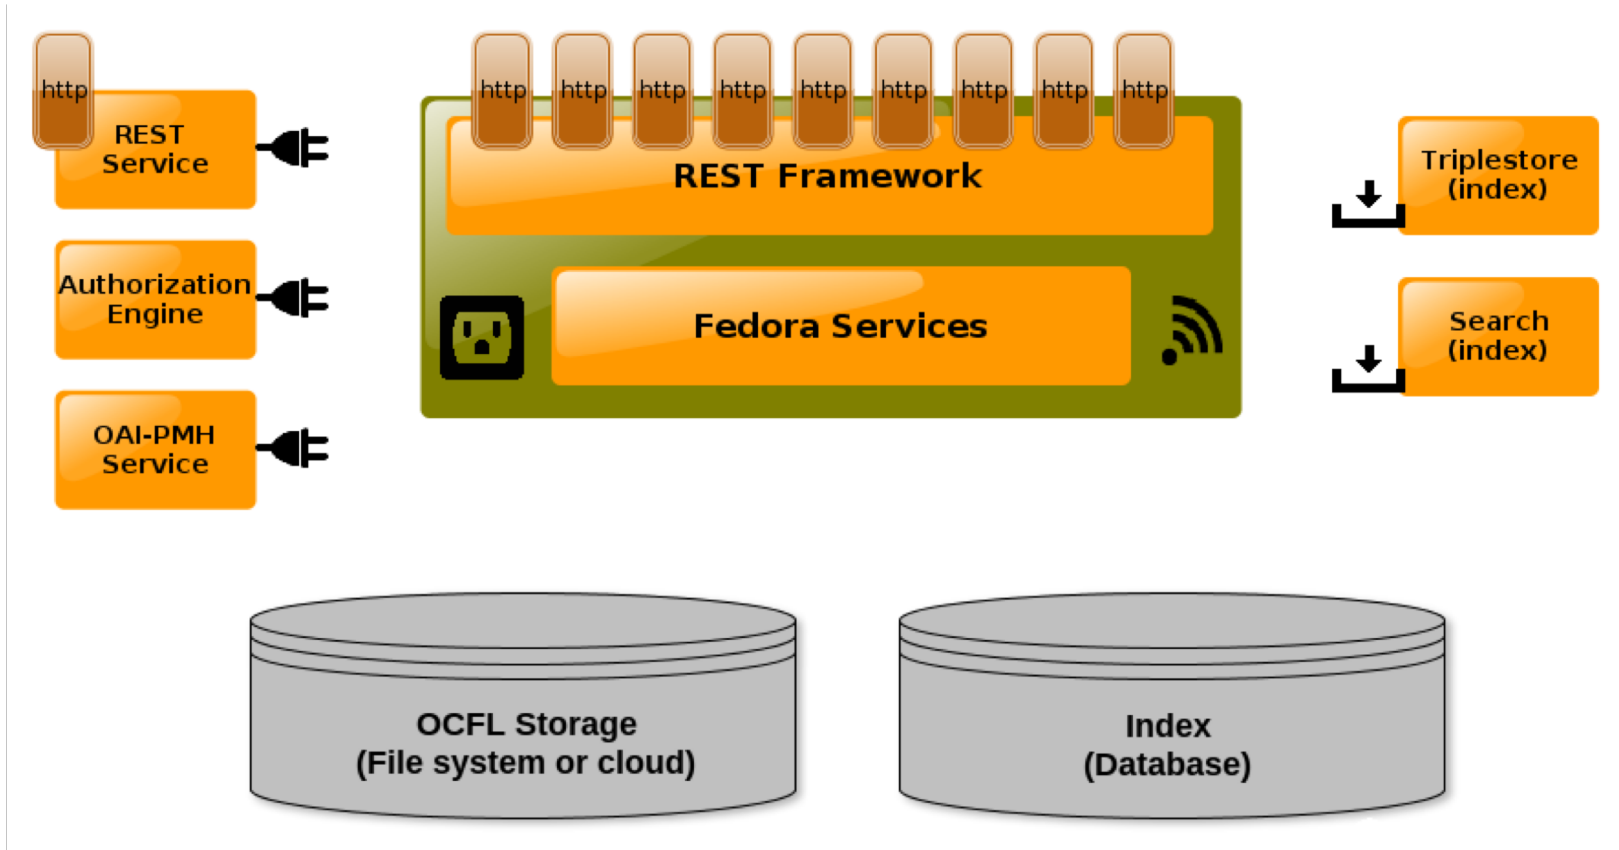 http
REST
Service
Authorization
Engine
OAI-PMH
Service
http http http http http http http http http
REST Framework
Fedora Services
Triplestore
(index)
Search
(index)
OCFL Storage
(File system or cloud)
Index
(Database)